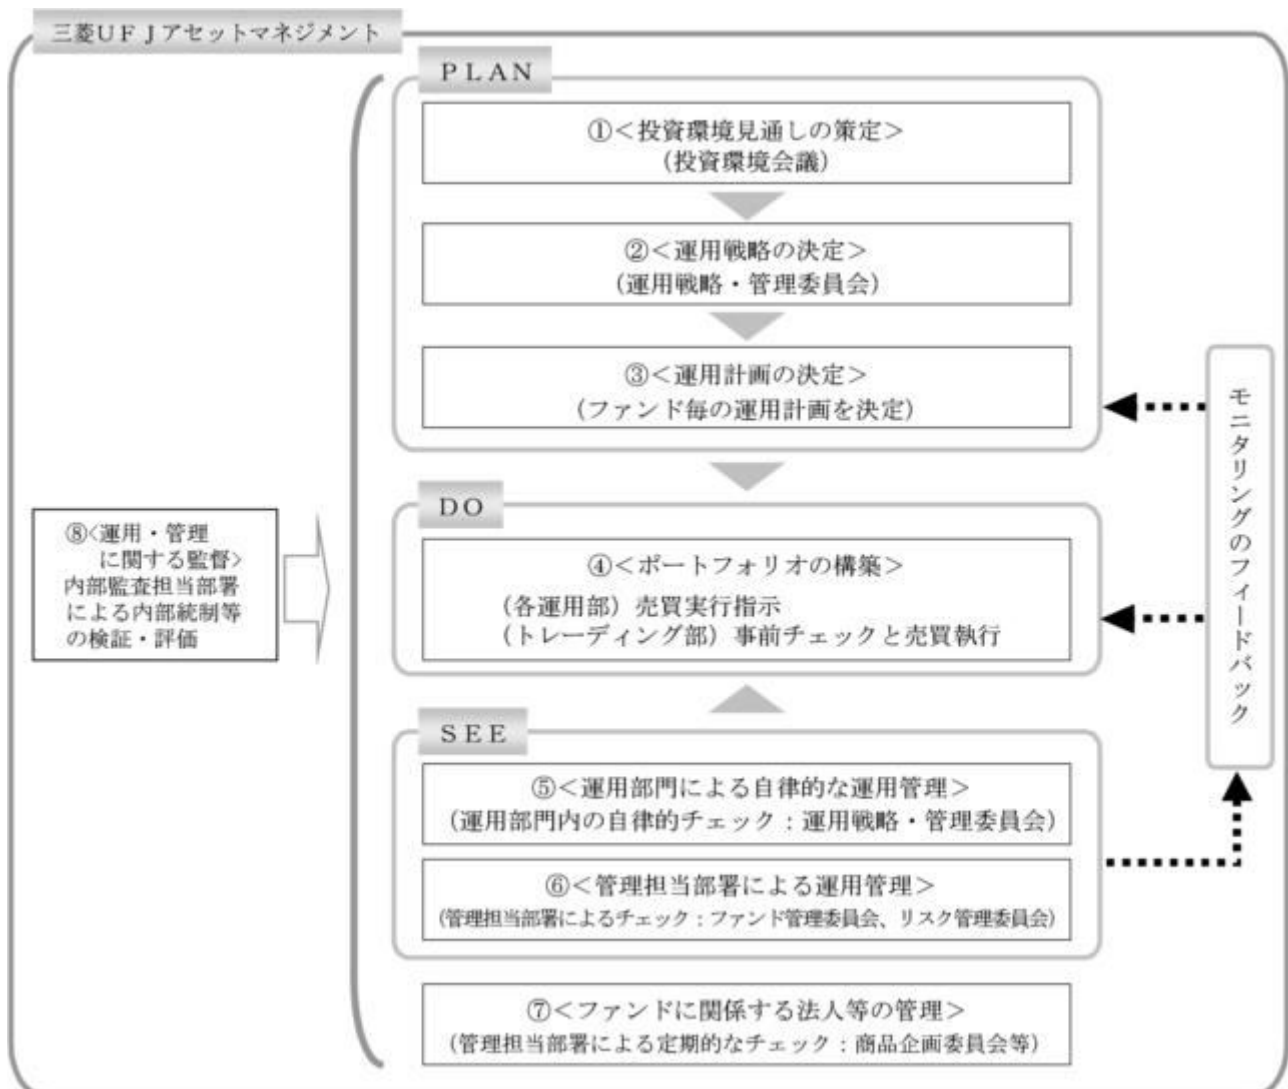 三菱ＵＦＪアセットマネジメント
ＰＬＡＮ
①＜投資環境見通しの策定＞
（投資環境会議）
②＜運用戦略の決定＞
（運用戦略・管理委員会）
③＜運用計画の決定＞
（ファンド毎の運用計画を決定）
ＤＯ
④＜ポートフォリオの構築＞
（各運用部）売買実行指示
（トレーディング部）事前チェックと売買執行
ＳＥＥ
⑤＜運用部門による自律的な運用管理＞
（運用部門内の自律的チェック：運用戦略・管理委員会）
⑥＜管理担当部署による運用管理＞
（管理担当部署によるチェック：ファンド管理委員会、リスク管理委員会）
⑦＜ファンドに関係する法人等の管理＞
（管理担当部署による定期的なチェック：商品企画委員会等）
⑧＜運用・管理
に関する監督＞
内部監査担当部署
による内部統制等
の検証・評価
モニタリングのフィードバック